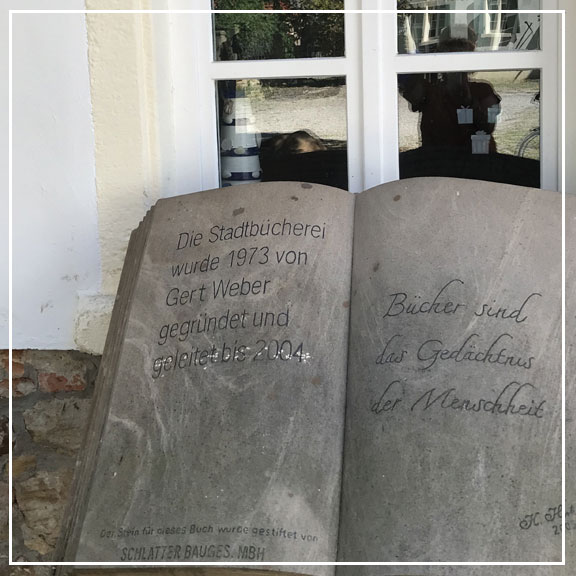 Die Stadtbücherei
wurde 1973 von
Gert Weber
gegründet und
geleitet bis 2004
Der Stein für dieses Buch wurde gestiftet von
SCHLATTER BAUGES. MBH
Bücher sind
das Gedächtnis
der Menschheit